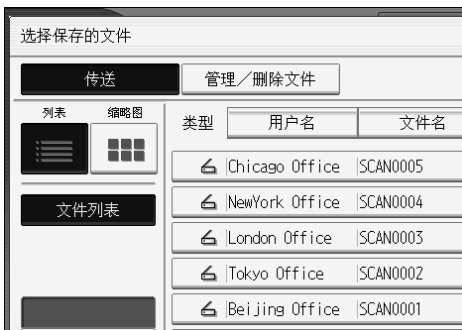 选择保存的文件
传送 管理／删除文件
列表 缩略图
类型 用户名 文件名
Chicago Office SCAN0005
文件列表
NewYork Office SCAN0004
London Office SCAN0003
Tokyo Office SCAN0002
Beijing Office SCAN0001